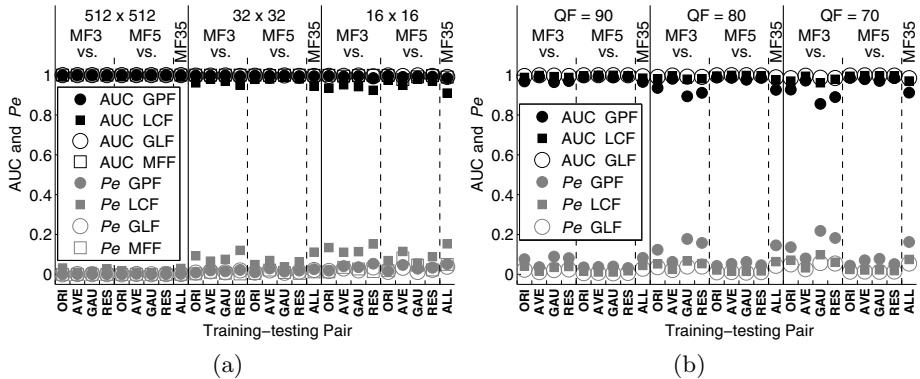 512 x 512 32 x 32 16 x 16
MF3 vs. MF5 vs. MF3 vs. MF5 vs. MF3 vs. MF5 vs. MF35
AUC and Pe
1
0.8
0.6
0.4
0.2
0
AUC GPF
AUC LCF
AUC GLF
AUC MFF
Pe GPF
Pe LCF
Pe GLF
Pe MFF
ORI AVE GAU RES ORI AVE GAU RES ALL ORI AVE GAU RES ORI AVE GAU RES ALL ORI AVE GAU RES ORI AVE GAU RES ALL
Training−testing Pair
(a)
QF = 90 QF = 80 QF = 70
MF3 vs. MF5 vs. MF35 MF3 vs. MF5 vs. MF35 MF3 vs. MF5 vs. MF35
AUC and Pe
1
0.8
0.6
0.4
0.2
0
AUC GPF
AUC LCF
AUC GLF
Pe GPF
Pe LCF
Pe GLF
ORI AVE GAU RES ORI AVE GAU RES ALL ORI AVE GAU RES ORI AVE GAU RES ALL ORI AVE GAU RES ORI AVE GAU RES ALL
Training−testing Pair
(b)